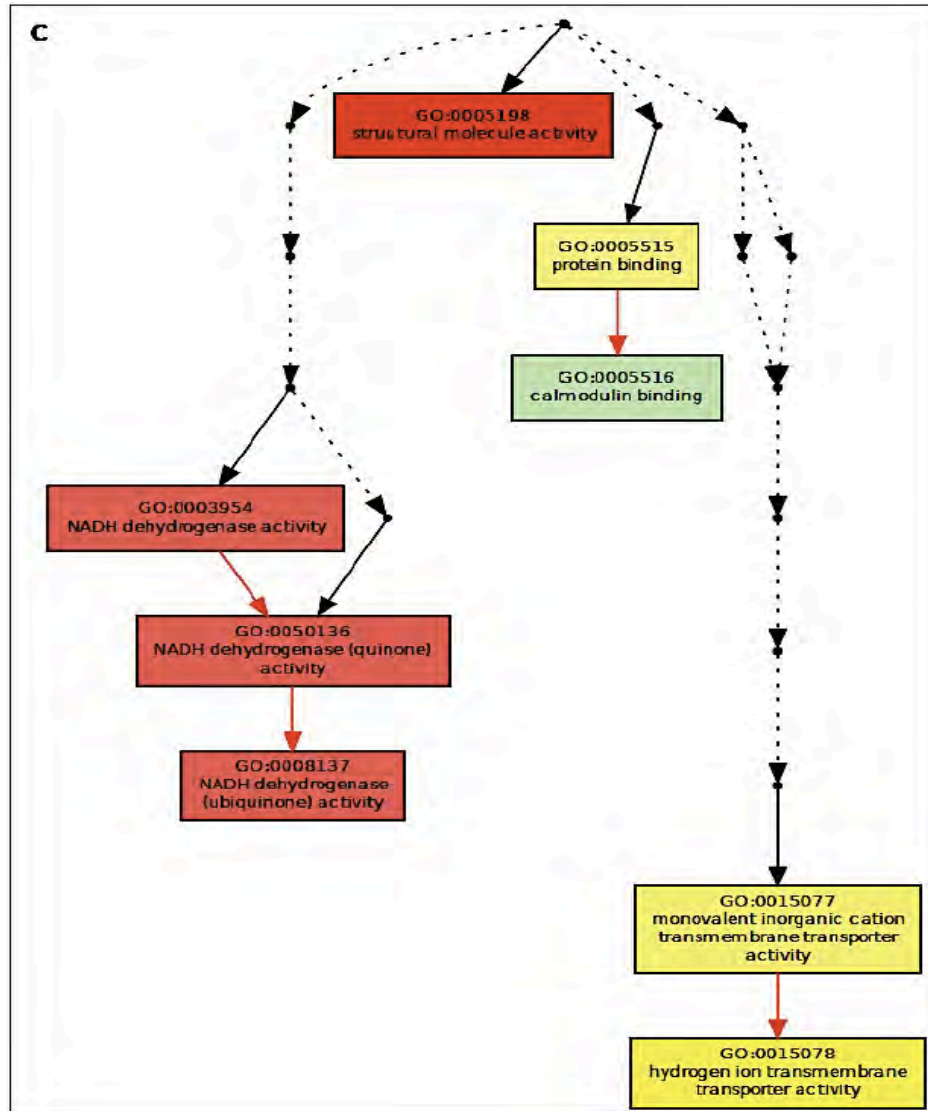 C
GO:0005198
structural molecule activity
GO:0005515
protein binding
GO:0005516
calmodulin binding
GO:0003954
NADH dehydrogenase activity
GO:0050136
NADH dehydrogenase (quinone)
activity
GO:0008137
NADH dehydrogenase
(ubiquinone) activity
GO:0015077
monovalent inorganic cation
transmembrane transporter
activity
GO:0015078
hydrogen ion transmembrane
transporter activity